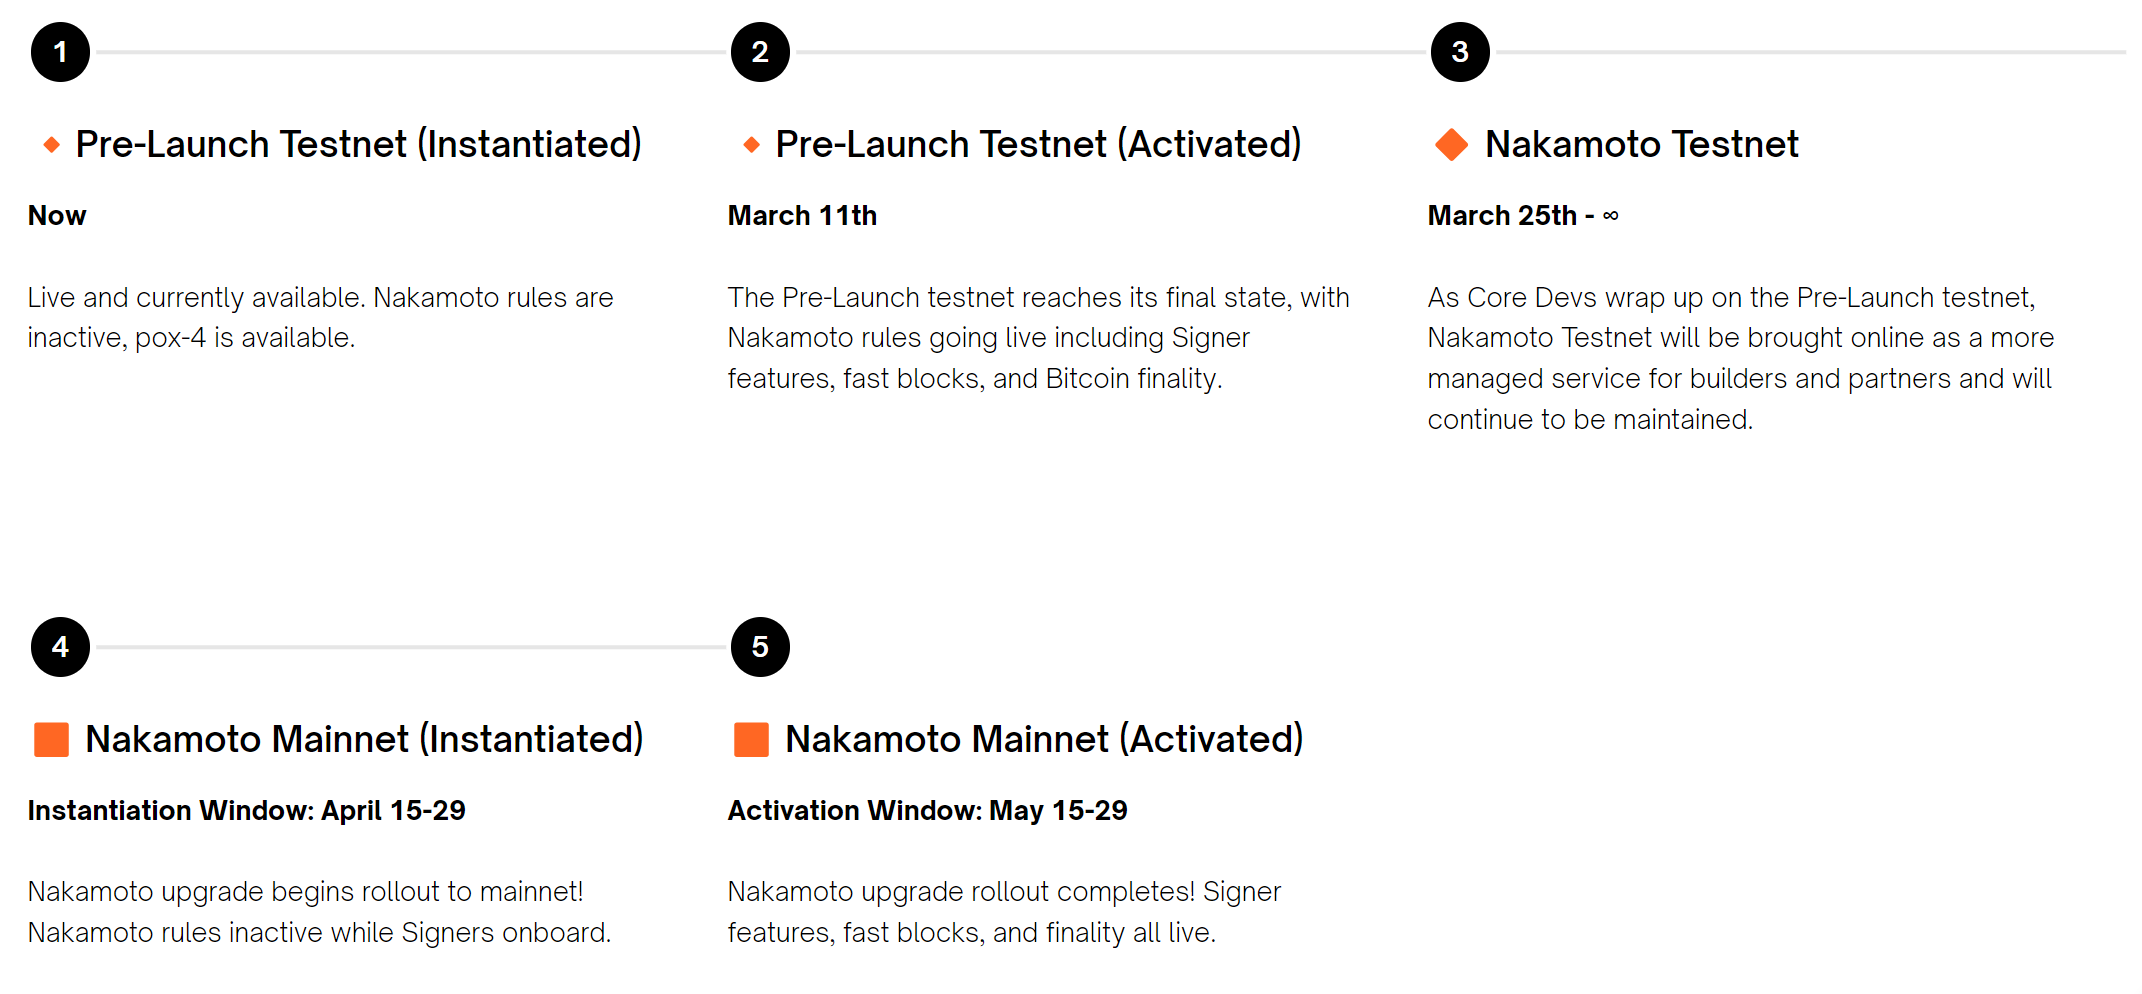 1
2
3
Pre-Launch Testnet (Instantiated)
Now
Live and currently available. Nakamoto rules are
inactive, pox-4 is available.
Pre-Launch Testnet (Activated)
March 11th
The Pre-Launch testnet reaches its final state, with
Nakamoto rules going live including Signer
features, fast blocks, and Bitcoin finality.
Nakamoto Testnet
March 25th - ∞
As Core Devs wrap up on the Pre-Launch testnet,
Nakamoto Testnet will be brought online as a more
managed service for builders and partners and will
continue to be maintained.
4
5
Nakamoto Mainnet (Instantiated)
Instantiation Window: April 15-29
Nakamoto upgrade begins rollout to mainnet!
Nakamoto rules inactive while Signers onboard.
Nakamoto Mainnet (Activated)
Activation Window: May 15-29
Nakamoto upgrade rollout completes! Signer
features, fast blocks, and finality all live.